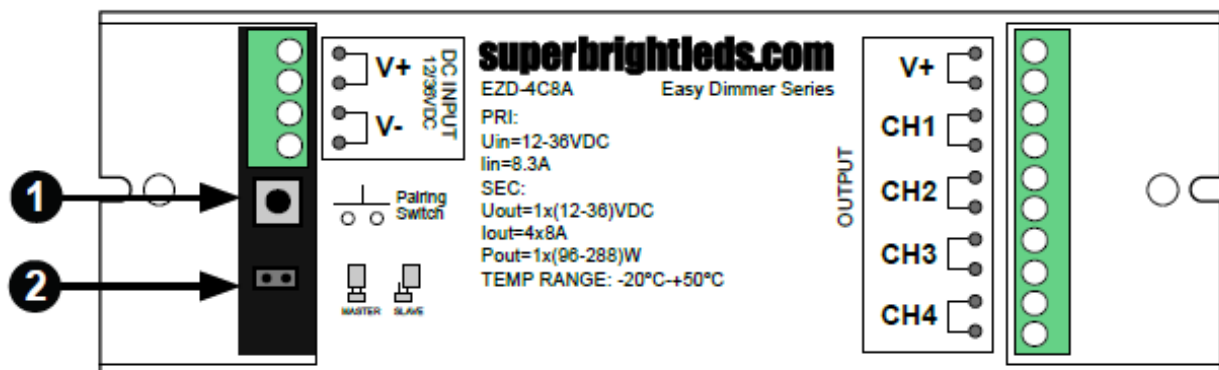 1
2
V+
V-
DC INPUT
12/36VDC
Pairing
Switch
MASTER SLAVE
superbrightleds.com
EZD-4C8A Easy Dimmer Series
PRI:
Uin=12-36VDC
Iin=8.3A
SEC:
Uout=1x(12-36)VDC
Iout=4x8A
Pout=1x(96-288)W
TEMP RANGE: -20°C-+50°C
OUTPUT
V+
CH1
CH2
CH3
CH4